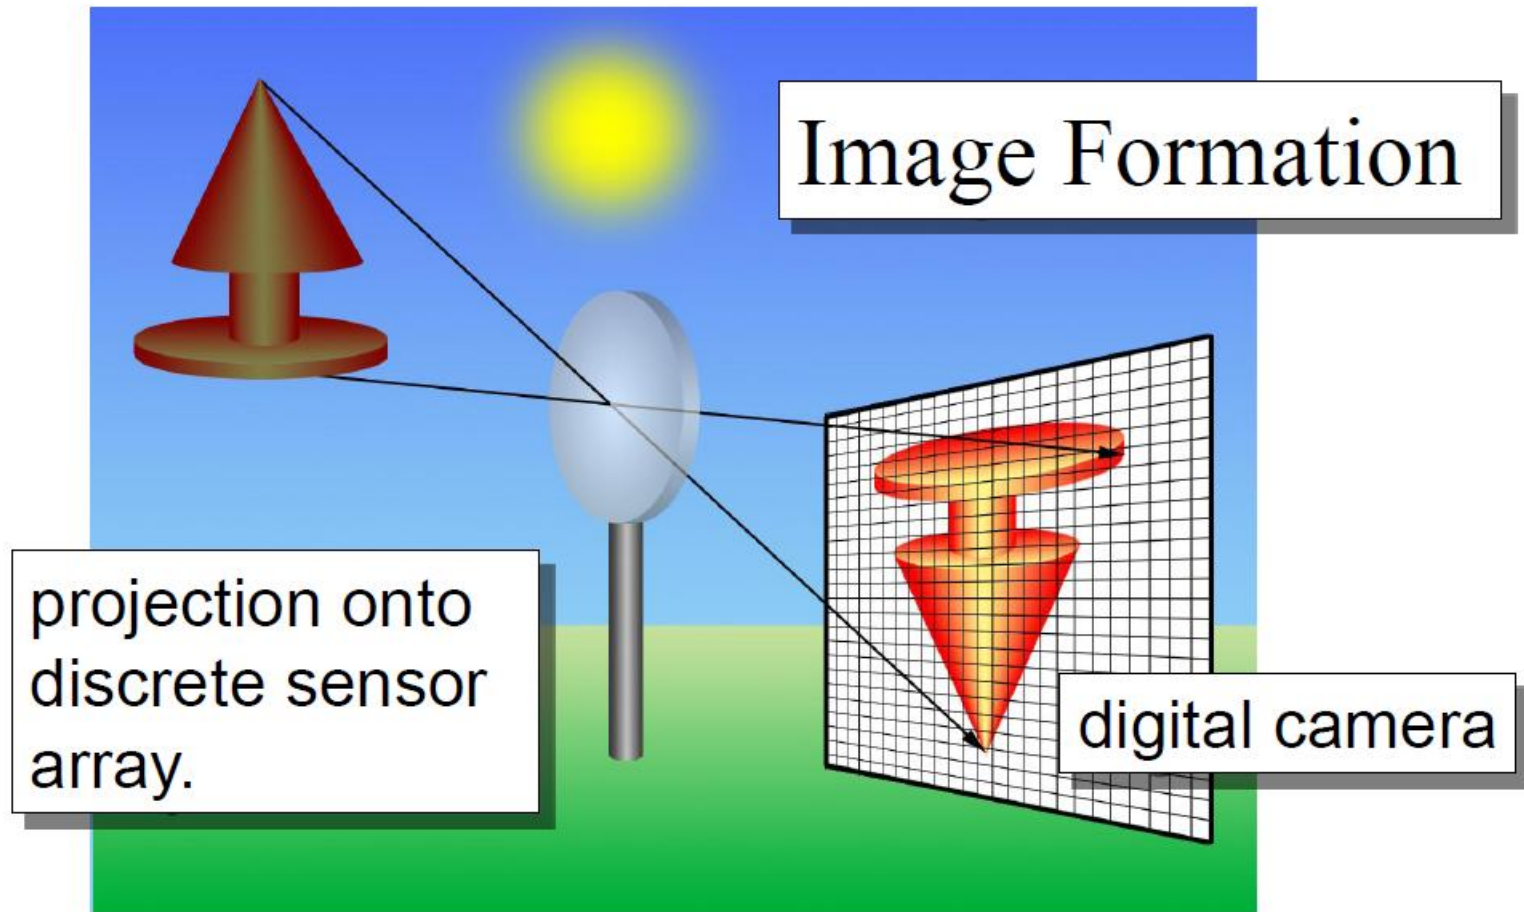 Image Formation
projection onto
discrete sensor
array.
digital camera